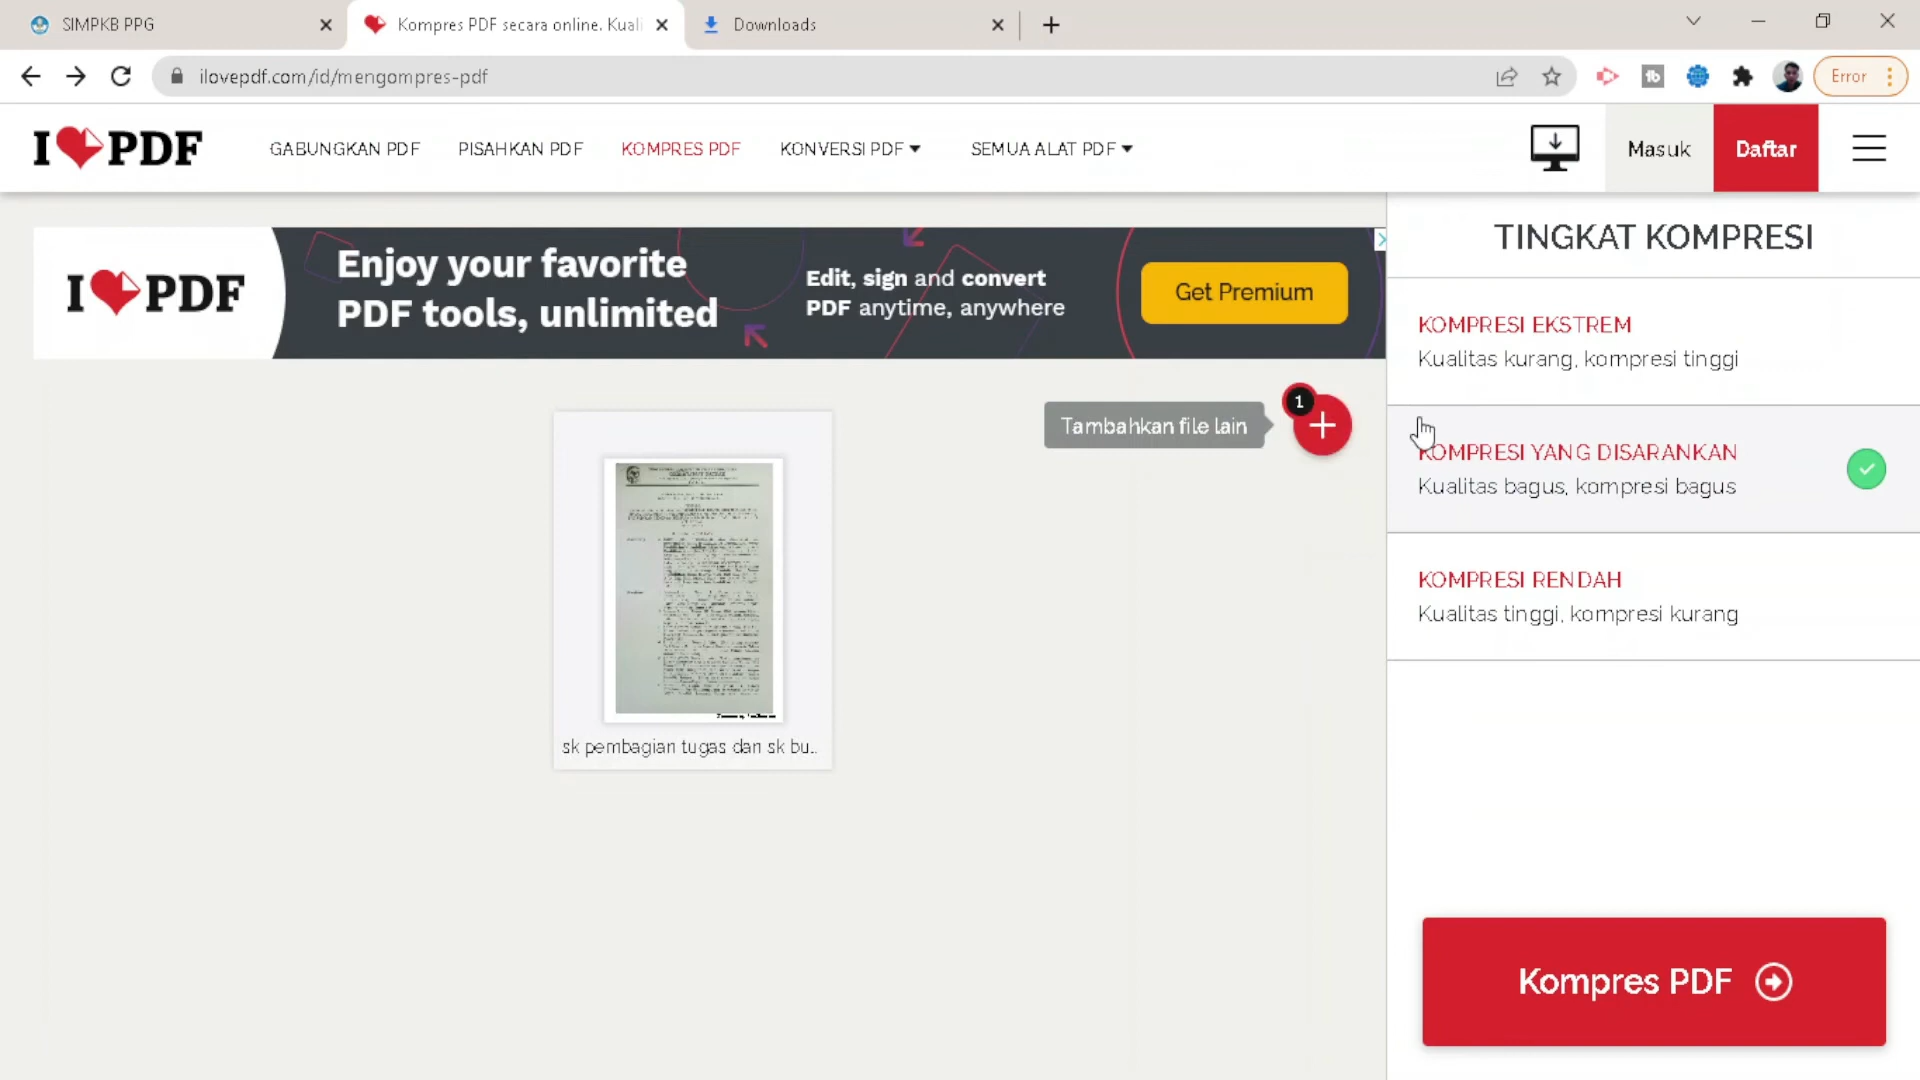 SIMPKB PPG
Kompres PDF secara online. Kuali
Downloads
ilovepdf.com/id/mengompres-pdf
Error
I PDF
GABUNGKAN PDF
PISAHKAN PDF
KOMPRES PDF
KONVERSI PDF
SEMUA ALAT PDF
Masuk
Daftar
I PDF
Enjoy your favorite
PDF tools, unlimited
Edit, sign and convert
PDF anytime, anywhere
Get Premium
Tambahkan file lain
1
sk pembagian tugas dan sk bu..
TINGKAT KOMPRESI
KOMPRESI EKSTREM
Kualitas kurang, kompresi tinggi
KOMPRESI YANG DISARANKAN
Kualitas bagus, kompresi bagus
KOMPRESI RENDAH
Kualitas tinggi, kompresi kurang
Kompres PDF